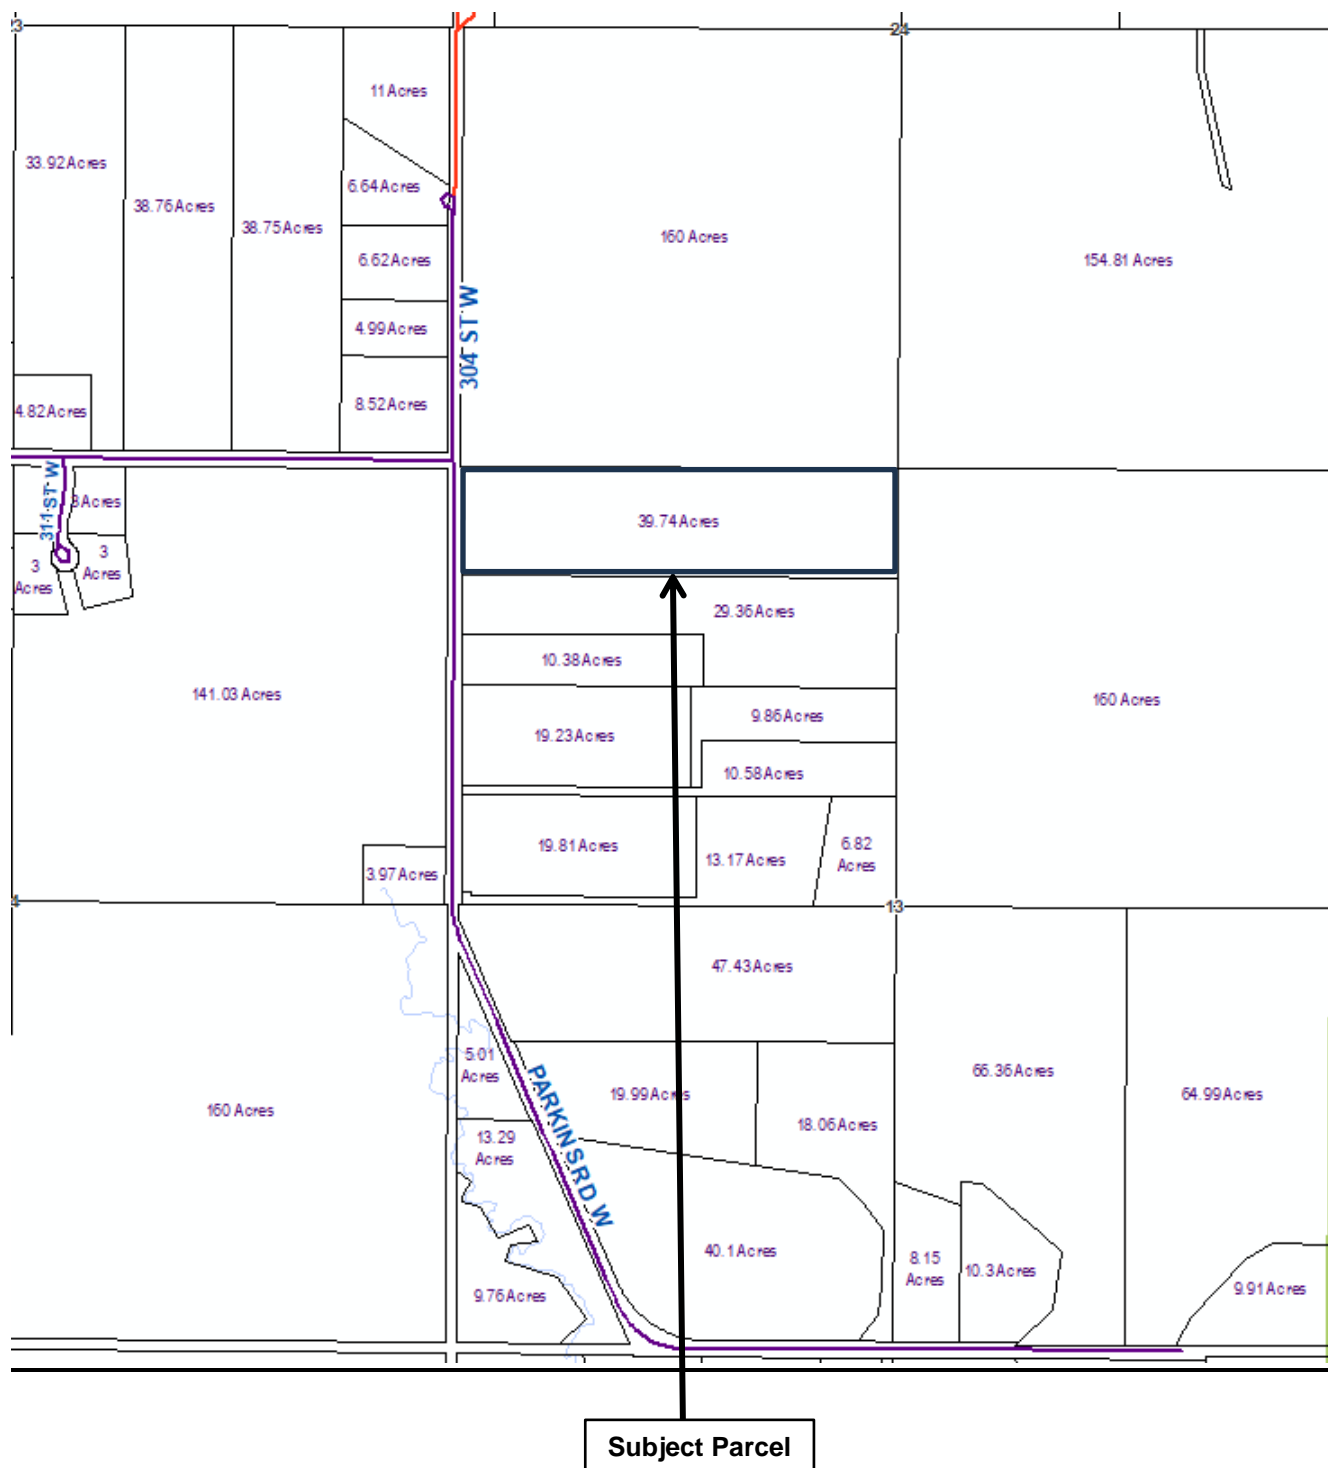 23
24
11 Acres
33.92 Acres
6.64 Acres
38.76 Acres
38.75 Acres
160 Acres
6.62 Acres
154.81 Acres
304 ST W
4.99 Acres
8.52 Acres
4.82 Acres
311 ST W
3 Acres
39.74 Acres
3
Acres
3
Acres
29.36 Acres
10.38 Acres
141.03 Acres
160 Acres
9.86 Acres
19.23 Acres
10.58 Acres
19.81 Acres
13.17 Acres
6.82
Acres
3.97 Acres
4
13
47.43 Acres
5.01
Acres
66.36 Acres
19.99 Acres
64.99 Acres
160 Acres
18.06 Acres
PARKINS RD W
13.29
Acres
40.1 Acres
8.15
Acres
10.3 Acres
9.76 Acres
9.91 Acres
Subject Parcel